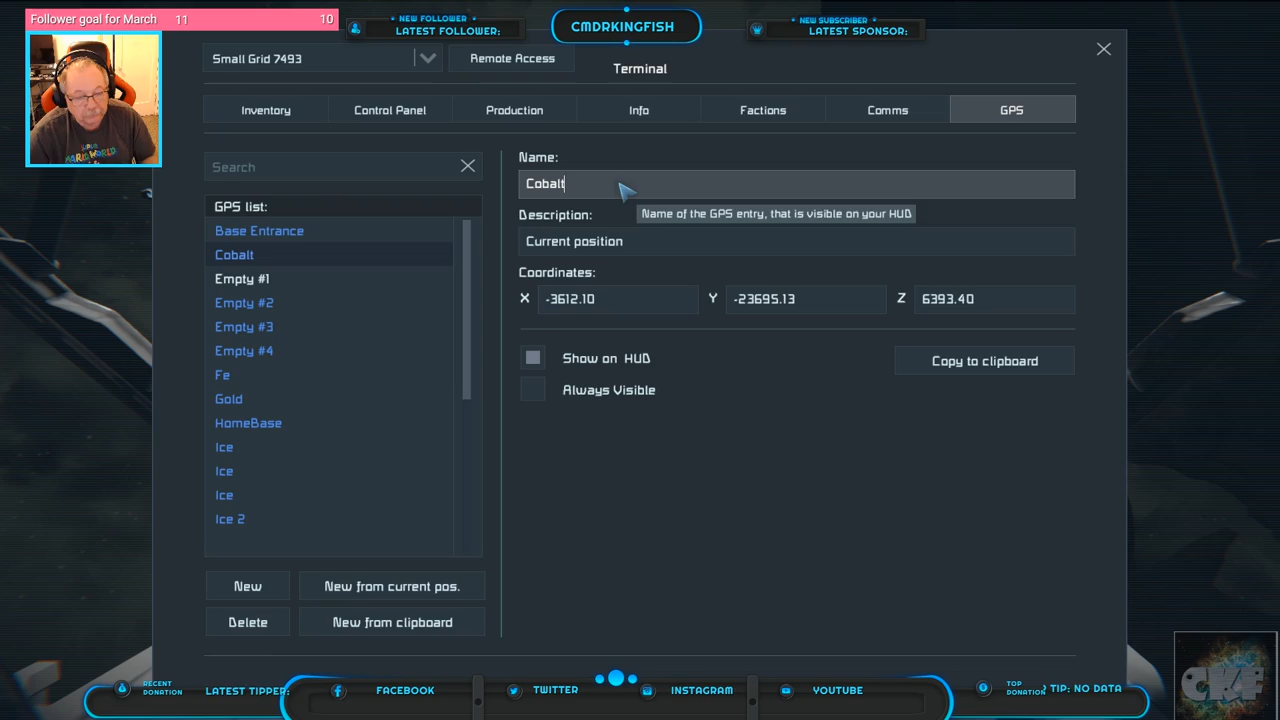 Follower goal for March 11 10
NEW FOLLOWER
LATEST FOLLOWER:
CMDRKINGFISH
NEW SUBSCRIBER
LATEST SPONSOR:
Small Grid 7493
Remote Access
Terminal
Inventory
Control Panel
Production
Info
Factions
Comms
GPS
Search
GPS list:
Base Entrance
Cobalt
Empty #1
Empty #2
Empty #3
Empty #4
Fe
Gold
HomeBase
Ice
Ice
Ice
Ice 2
New
New from current pos.
Delete
New from clipboard
Name:
Cobalt
Name of the GPS entry, that is visible on your HUD
Description:
Current position
Coordinates:
X -3612.10 Y -23695.13 Z 6393.40
Show on HUD
Copy to clipboard
Always Visible
SUPER
MARIO WORLD
RECENT
DONATION
LATEST TIPPER:
FACEBOOK
TWITTER
INSTAGRAM
YOUTUBE
TOP
DONATION
TIP: NO DATA
CKF